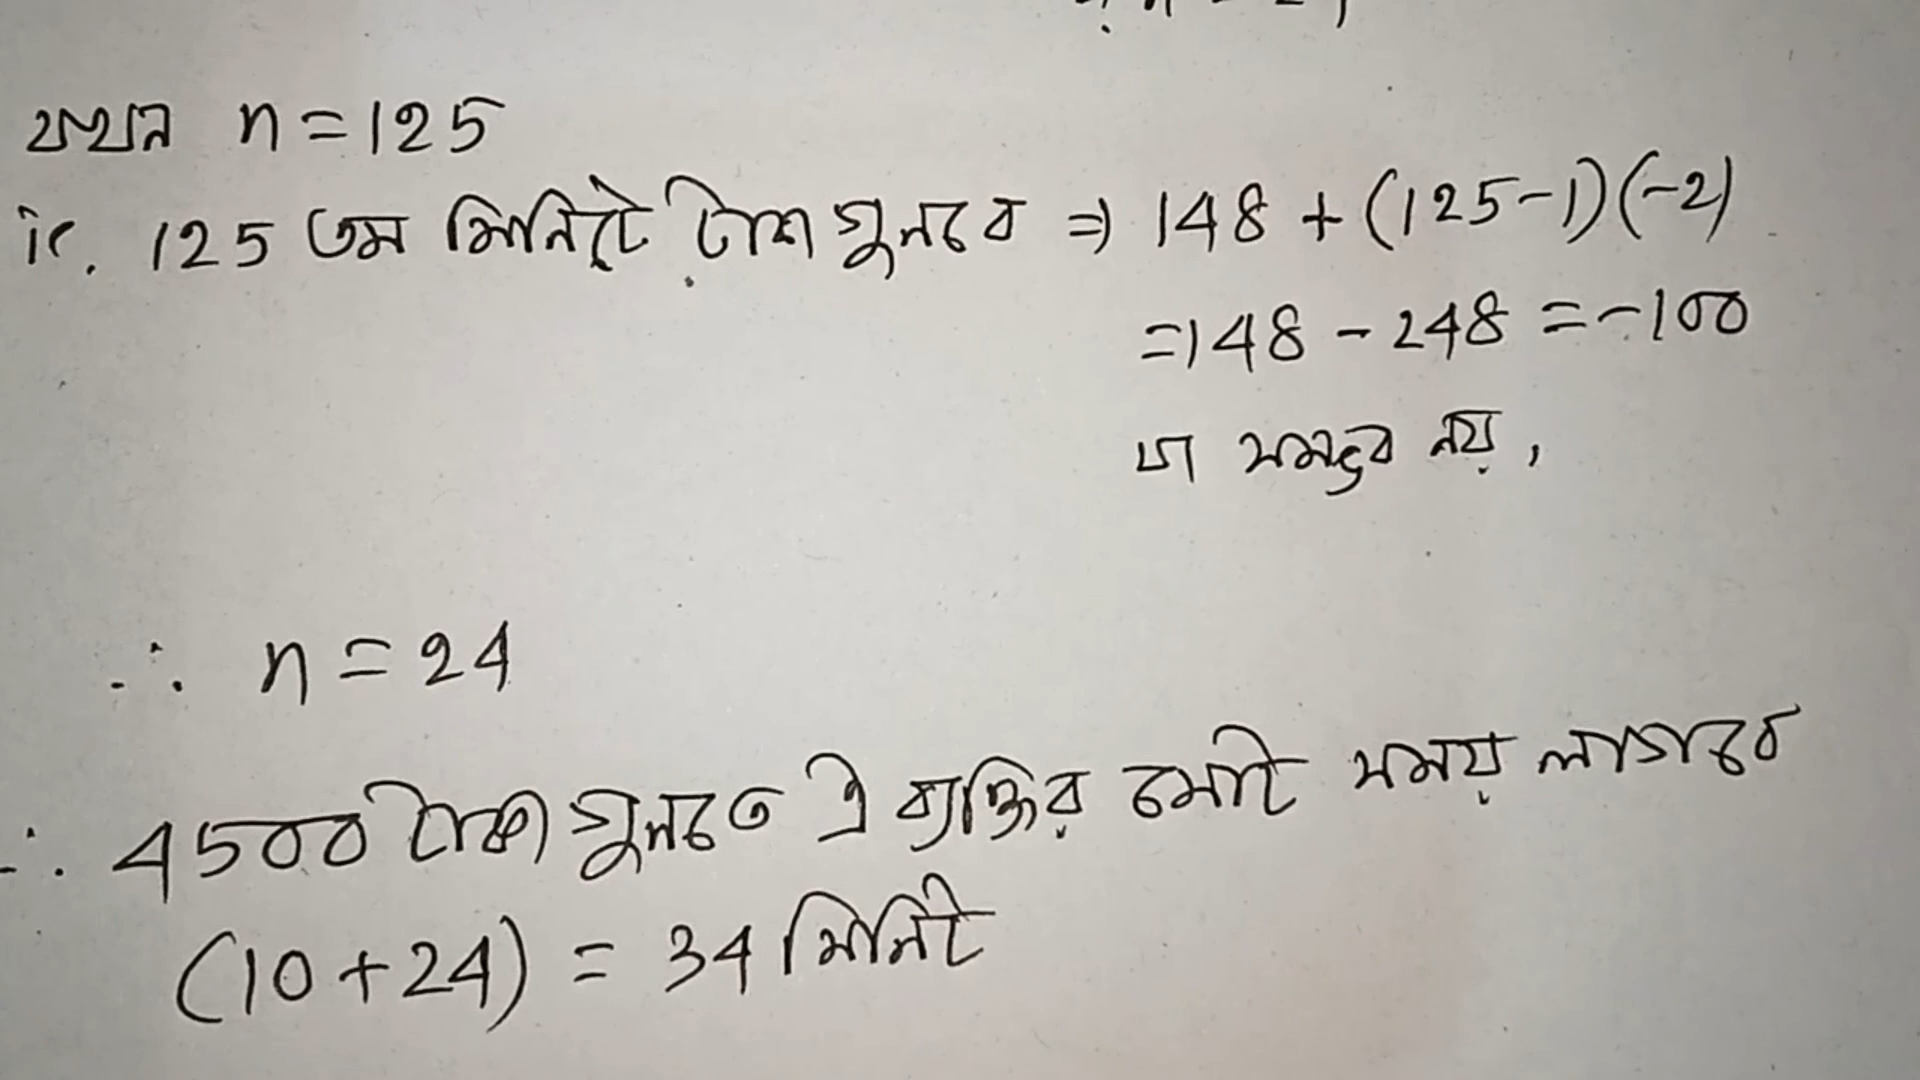 যখন n = 125
ie. 125 তম মিনিটে টাকা গুনবে ⇒ 148 + (125-1)(-2)
= 148 - 248 = -100
যা সম্ভব নয়,
∴ n = 24
∴ 4500 টাকা গুনতে ঐ ব্যক্তির মোট সময় লাগবে
(10 + 24) = 34 মিনিট